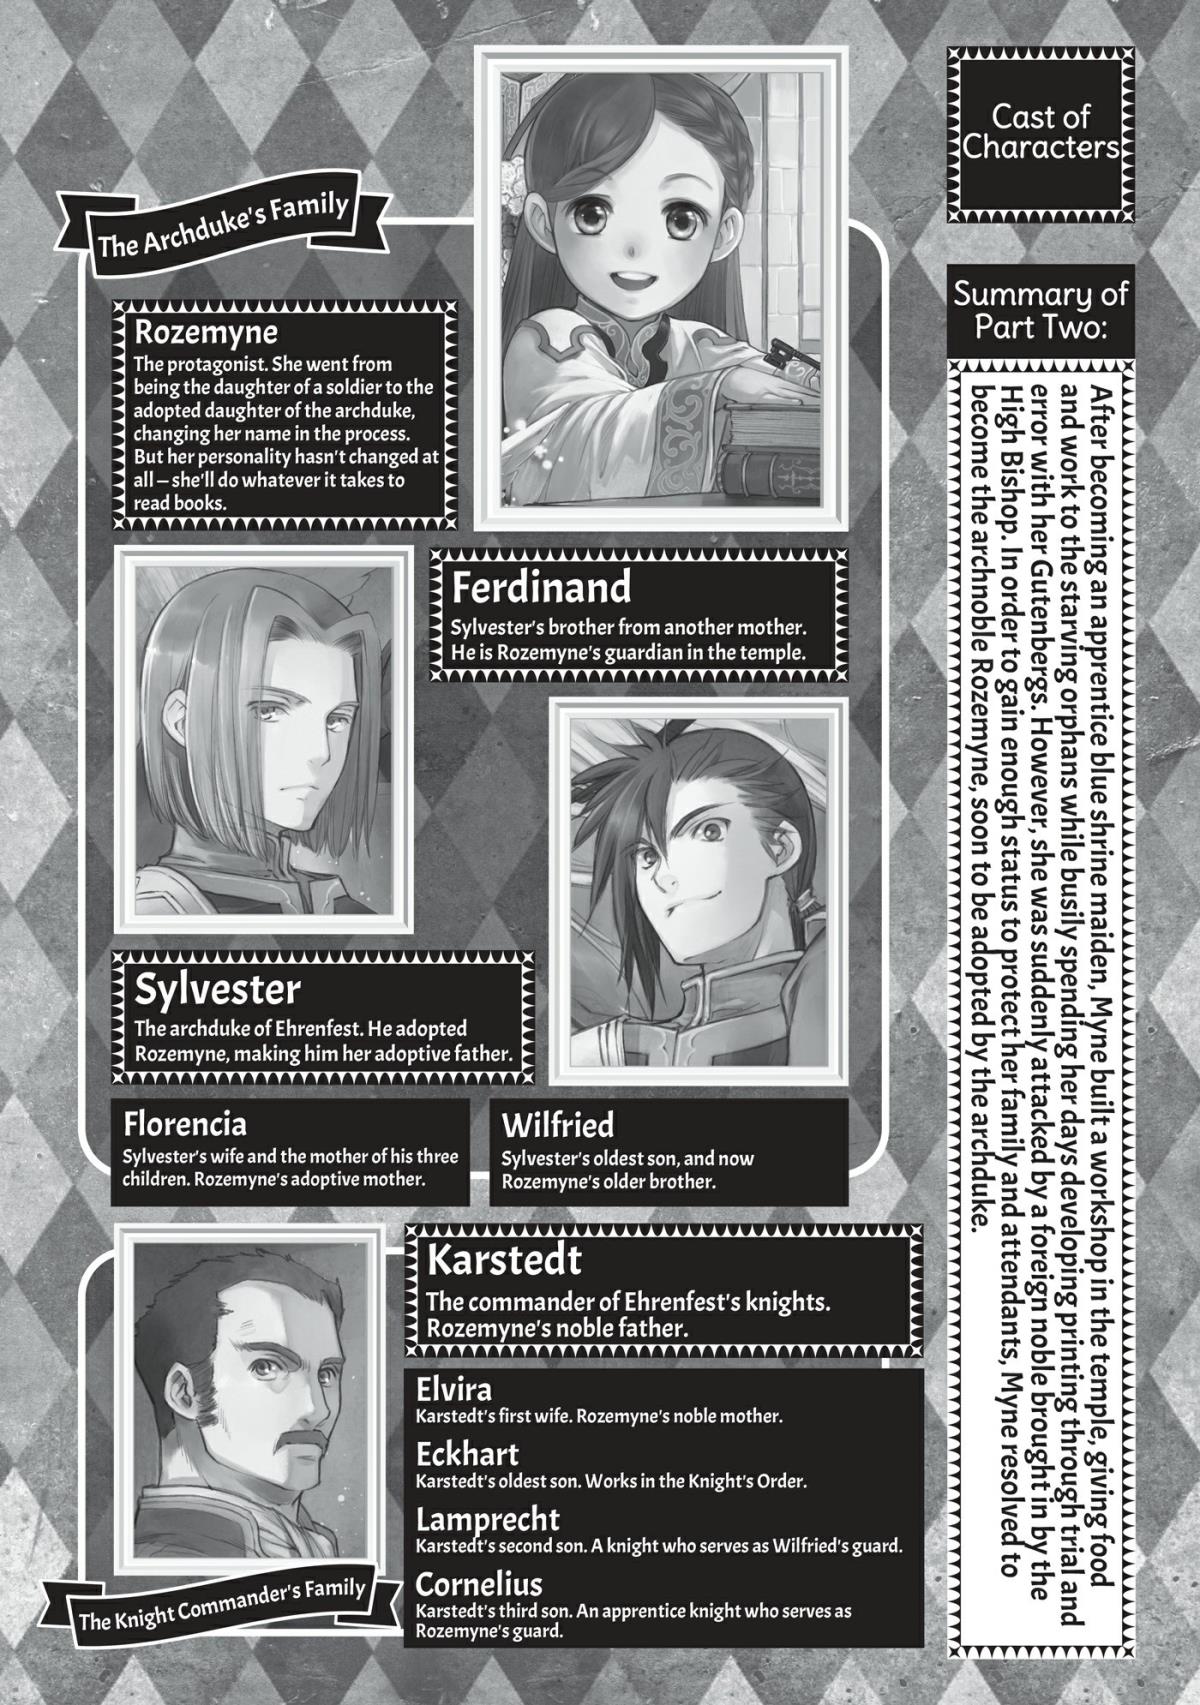 Cast of
Characters
Summary of
Part Two:
After becoming an apprentice blue shrine maiden, Myne built a workshop in the temple, giving food
and work to the starving orphans while busily spending her days developing printing through trial and
error with her Gutenbergs. However, she was suddenly attacked by a foreign noble brought in by the
High Bishop. In order to gain enough status to protect her family and attendants, Myne resolved to
become the archnoble Rozemyne, soon to be adopted by the archduke.
The Archduke's Family
Rozemyne
The protagonist. She went from
being the daughter of a soldier to the
adopted daughter of the archduke,
changing her name in the process.
But her personality hasn't changed at
all – she'll do whatever it takes to
read books.
Ferdinand
Sylvester's brother from another mother.
He is Rozemyne's guardian in the temple.
Sylvester
The archduke of Ehrenfest. He adopted
Rozemyne, making him her adoptive father.
Florencia
Sylvester's wife and the mother of his three
children. Rozemyne's adoptive mother.
Wilfried
Sylvester's oldest son, and now
Rozemyne's older brother.
Karstedt
The commander of Ehrenfest's knights.
Rozemyne's noble father.
Elvira
Karstedt's first wife. Rozemyne's noble mother.
Eckhart
Karstedt's oldest son. Works in the Knight's Order.
Lamprecht
Karstedt's second son. A knight who serves as Wilfried's guard.
Cornelius
Karstedt's third son. An apprentice knight who serves as
Rozemyne's guard.
The Knight Commander's Family